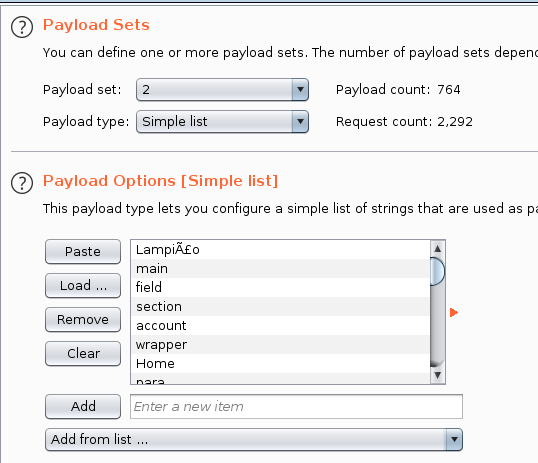 Payload Sets
You can define one or more payload sets. The number of payload sets depend
Payload set: 2 Payload count: 764
Payload type: Simple list Request count: 2,292
Payload Options [Simple list]
This payload type lets you configure a simple list of strings that are used as pa
Paste
Load ...
Remove
Clear
LampiÃ£o
main
field
section
account
wrapper
Home
para
Add Enter a new item
Add from list ...